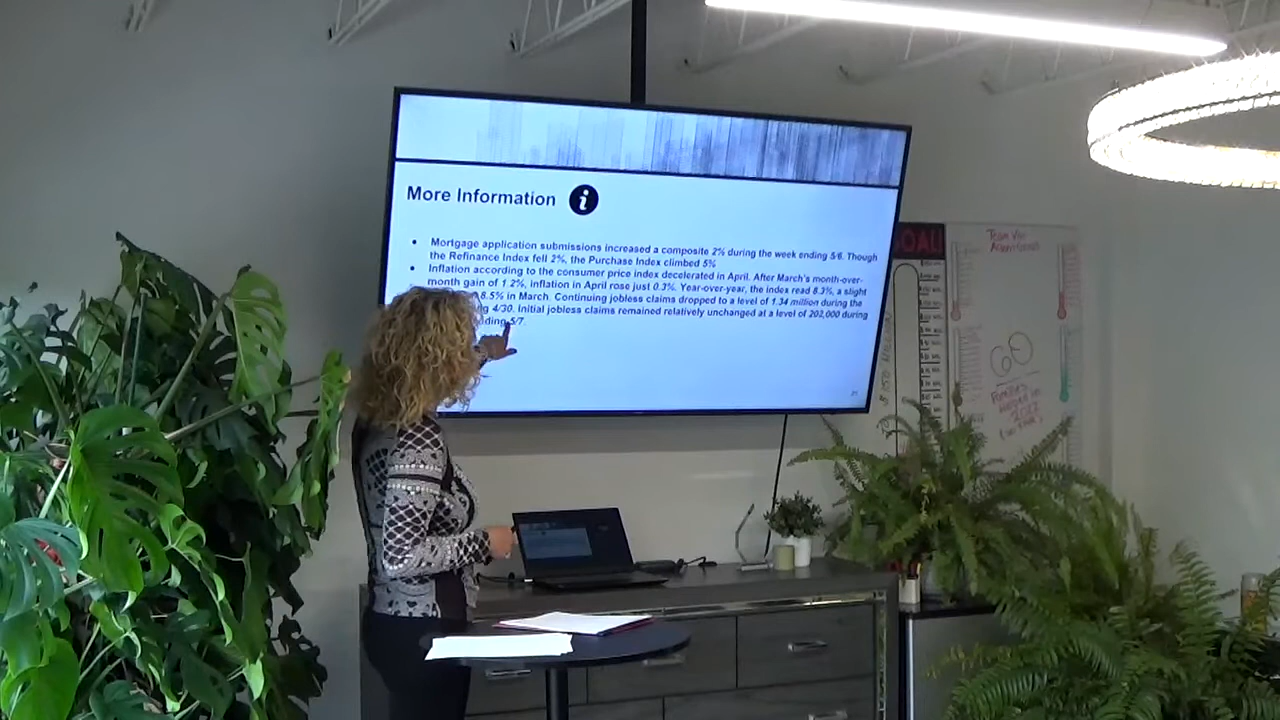 More Information i
• Mortgage application submissions increased a composite 2% during the week ending 5/6. Though
the Refinance Index fell 2%, the Purchase Index climbed 5%
• Inflation according to the consumer price index decelerated in April. After March's month-over-
month gain of 1.2%, inflation in April rose just 0.3%. Year-over-year, the index read 8.3%, a slight
8.5% in March. Continuing jobless claims dropped to a level of 1.34 million during the
4/30. Initial jobless claims remained relatively unchanged at a level of 202,000 during
5/7.
GOAL!
Team